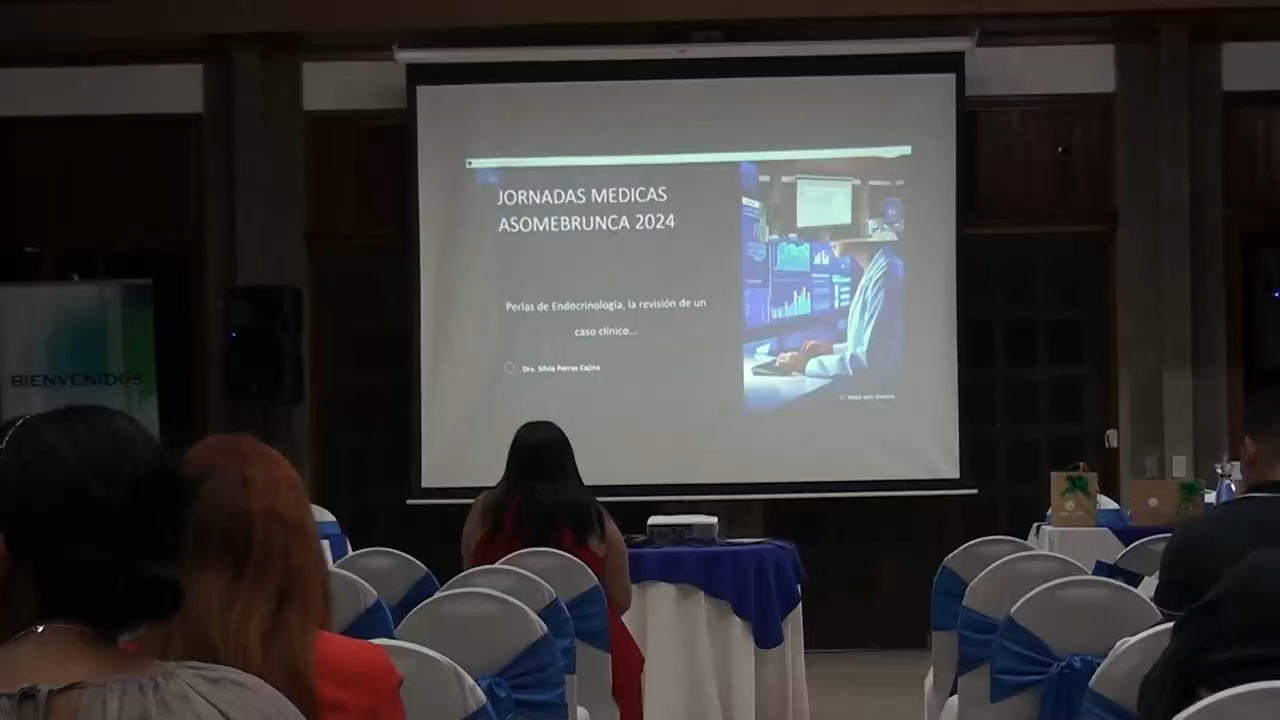 JORNADAS MEDICAS
ASOMEBRUNCA 2024
Perlas de Endocrinología, la revisión de un
caso clínico...
Dra. Silvia Porras Cajina
BIENVENIDOS